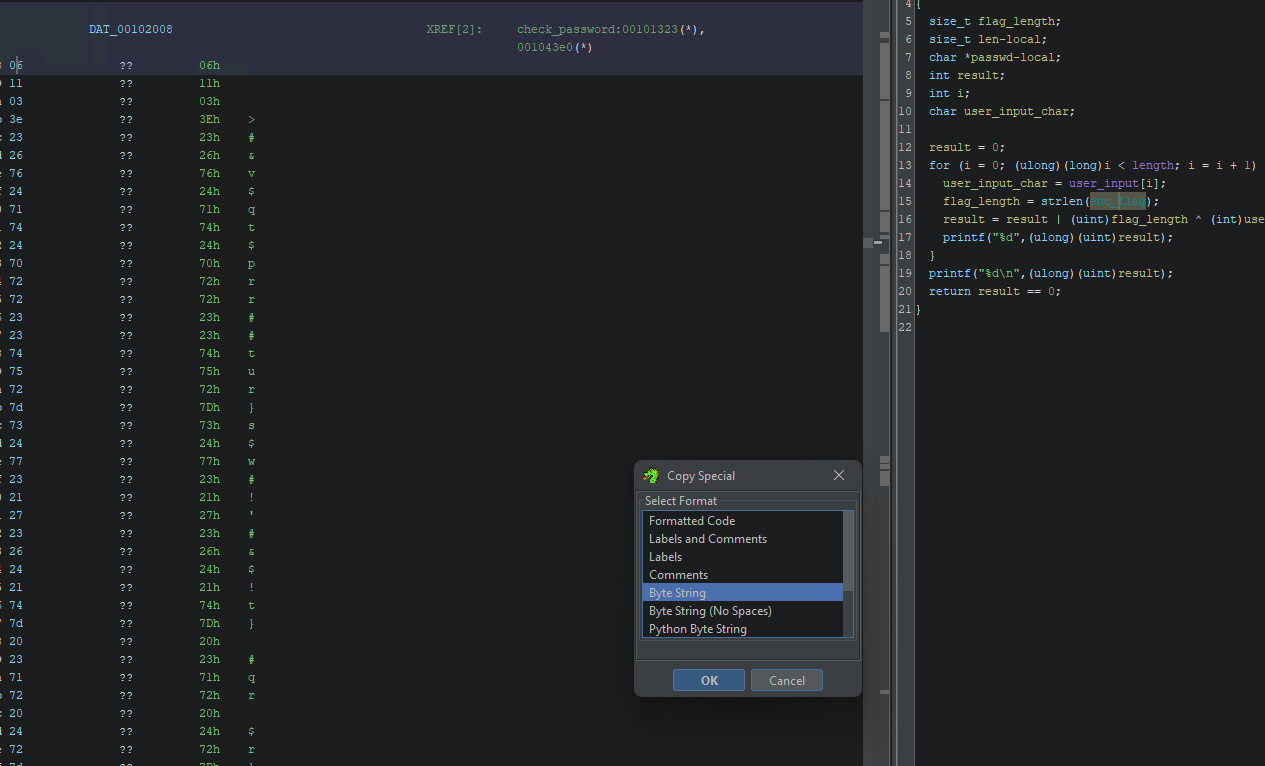 DAT_00102008 XREF[2]: check_password:00101323(*),
001043e0(*)
06 ?? 06h
11 ?? 11h
03 ?? 03h
3e ?? 3Eh >
23 ?? 23h #
26 ?? 26h &
76 ?? 76h v
24 ?? 24h $
71 ?? 71h q
74 ?? 74h t
24 ?? 24h $
70 ?? 70h p
72 ?? 72h r
72 ?? 72h r
23 ?? 23h #
23 ?? 23h #
74 ?? 74h t
75 ?? 75h u
72 ?? 72h r
7d ?? 7Dh }
73 ?? 73h s
24 ?? 24h $
77 ?? 77h w
23 ?? 23h #
21 ?? 21h !
27 ?? 27h '
23 ?? 23h #
26 ?? 26h &
24 ?? 24h $
21 ?? 21h !
74 ?? 74h t
7d ?? 7Dh }
20 ?? 20h
23 ?? 23h #
71 ?? 71h q
72 ?? 72h r
20 ?? 20h
24 ?? 24h $
72 ?? 72h r
4 {
5 size_t flag_length;
6 size_t len-local;
7 char *passwd-local;
8 int result;
9 int i;
10 char user_input_char;
11
12 result = 0;
13 for (i = 0; (ulong)(long)i < length; i = i + 1)
14 user_input_char = user_input[i];
15 flag_length = strlen(enc_flag);
16 result = result | (uint)flag_length ^ (int)use
17 printf("%d",(ulong)(uint)result);
18 }
19 printf("%d\n",(ulong)(uint)result);
20 return result == 0;
21 }
22
Copy Special
Select Format
Formatted Code
Labels and Comments
Labels
Comments
Byte String
Byte String (No Spaces)
Python Byte String
OK Cancel